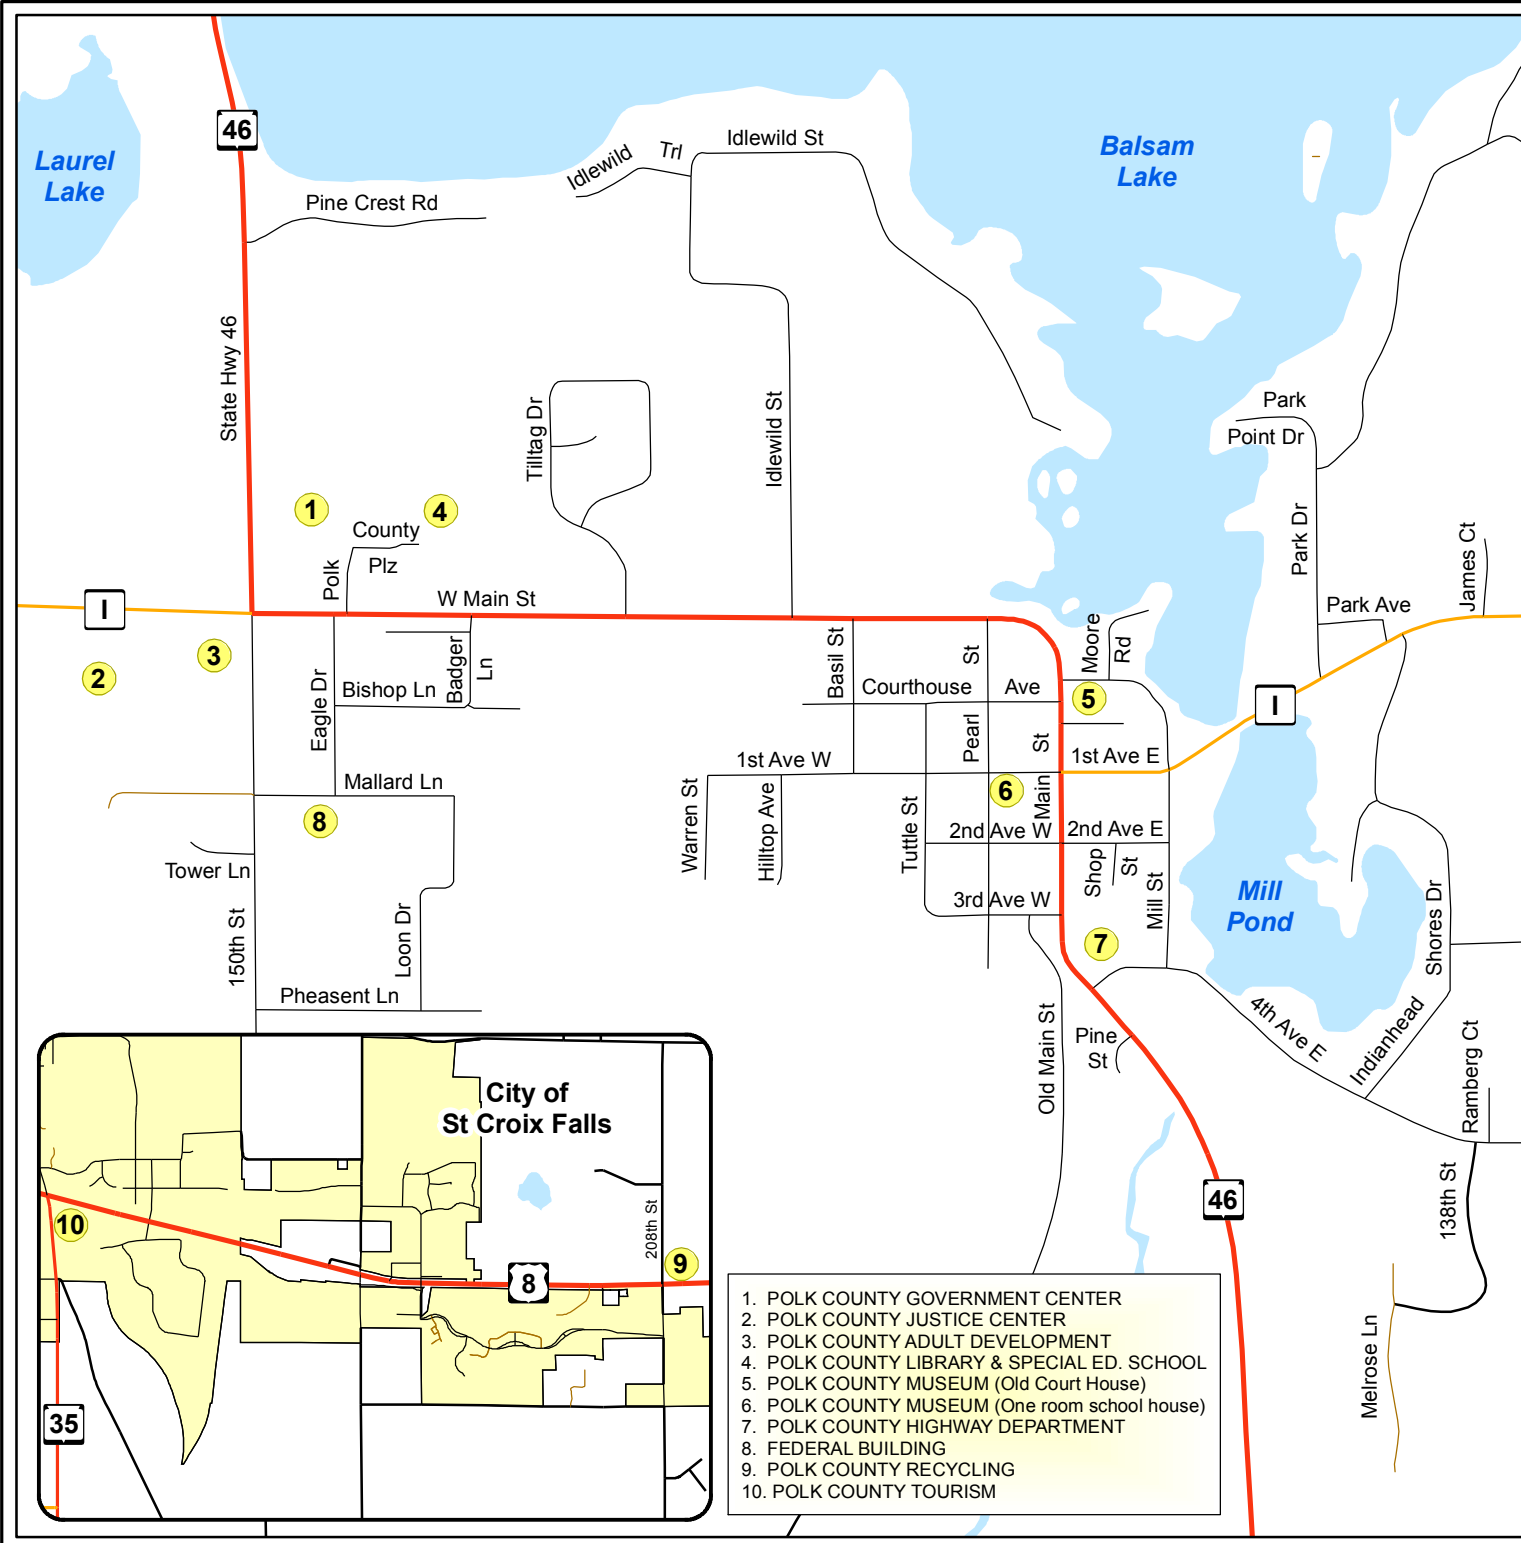 46
Laurel
Lake
Idlewild St
Idlewild Trl
Balsam
Lake
Pine Crest Rd
State Hwy 46
Tilltag Dr
Idlewild St
Park
Point Dr
Park Dr
James Ct
1
4
County
Plz
Polk
W Main St
I
Park Ave
3
2
Eagle Dr
Bishop Ln
Badger
Ln
Basil St
Courthouse Ave
Pearl
St
Moore
Rd
5
I
Mallard Ln
1st Ave W
Main
St
1st Ave E
8
6
Warren St
Hilltop Ave
Tuttle St
2nd Ave W
2nd Ave E
Shop
St
Mill St
Tower Ln
150th St
Loon Dr
3rd Ave W
7
Mill
Pond
Indianhead
Shores Dr
Pheasent Ln
Old Main St
Pine
St
4th Ave E
Ramberg Ct
138th St
46
Melrose Ln
City of
St Croix Falls
208th St
10
9
8
35
1. POLK COUNTY GOVERNMENT CENTER
2. POLK COUNTY JUSTICE CENTER
3. POLK COUNTY ADULT DEVELOPMENT
4. POLK COUNTY LIBRARY & SPECIAL ED. SCHOOL
5. POLK COUNTY MUSEUM (Old Court House)
6. POLK COUNTY MUSEUM (One room school house)
7. POLK COUNTY HIGHWAY DEPARTMENT
8. FEDERAL BUILDING
9. POLK COUNTY RECYCLING
10. POLK COUNTY TOURISM